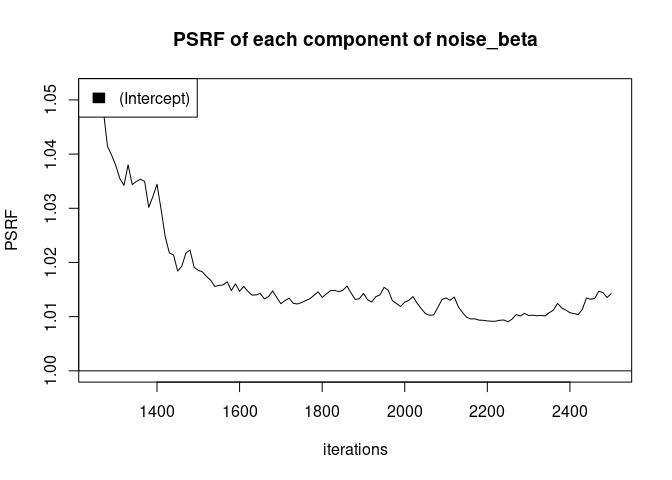 PSRF of each component of noise_beta
(Intercept)
PSRF
1.05
1.04
1.03
1.02
1.01
1.00
1400 1600 1800 2000 2200 2400
iterations